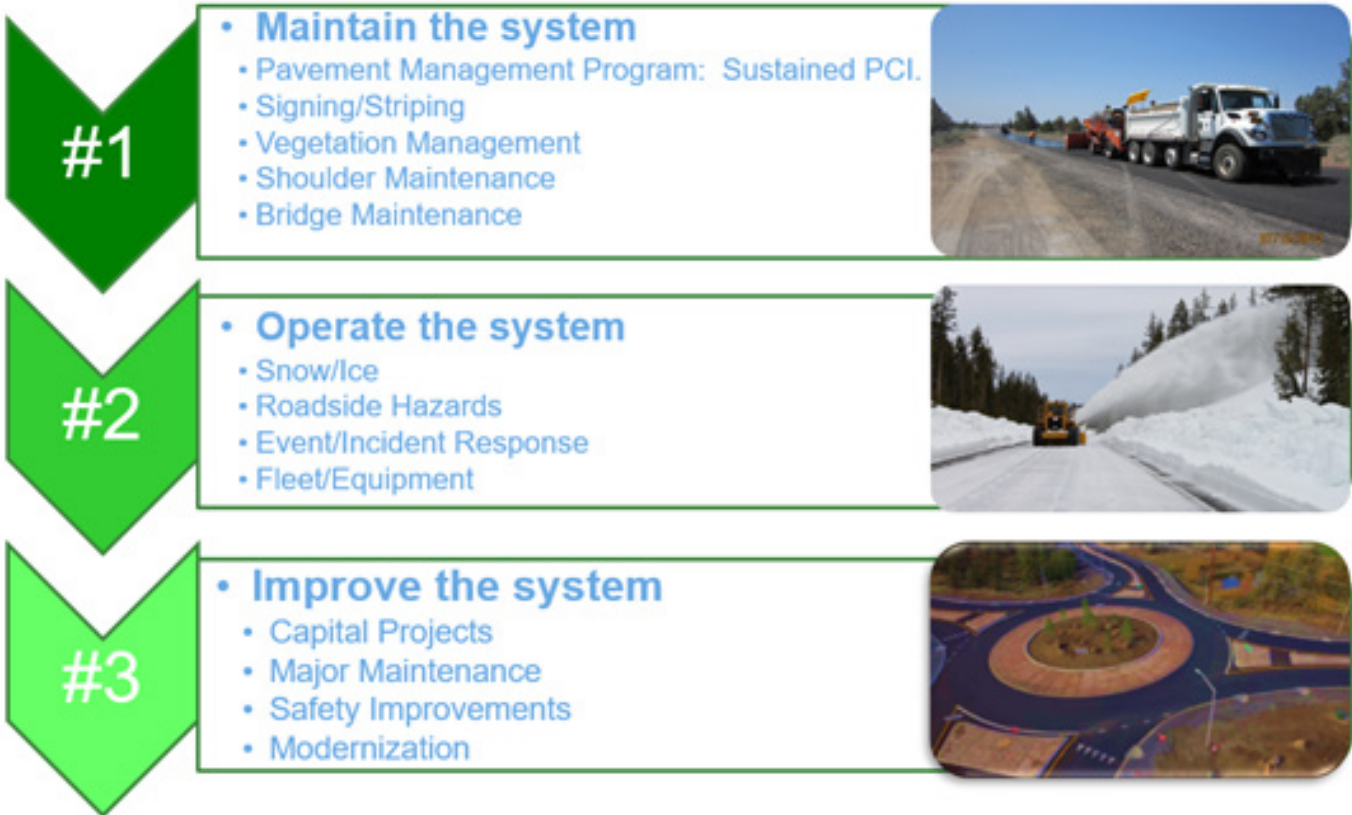 #1
• Maintain the system
• Pavement Management Program: Sustained PCI.
• Signing/Striping
• Vegetation Management
• Shoulder Maintenance
• Bridge Maintenance
#2
• Operate the system
• Snow/Ice
• Roadside Hazards
• Event/Incident Response
• Fleet/Equipment
#3
• Improve the system
• Capital Projects
• Major Maintenance
• Safety Improvements
• Modernization